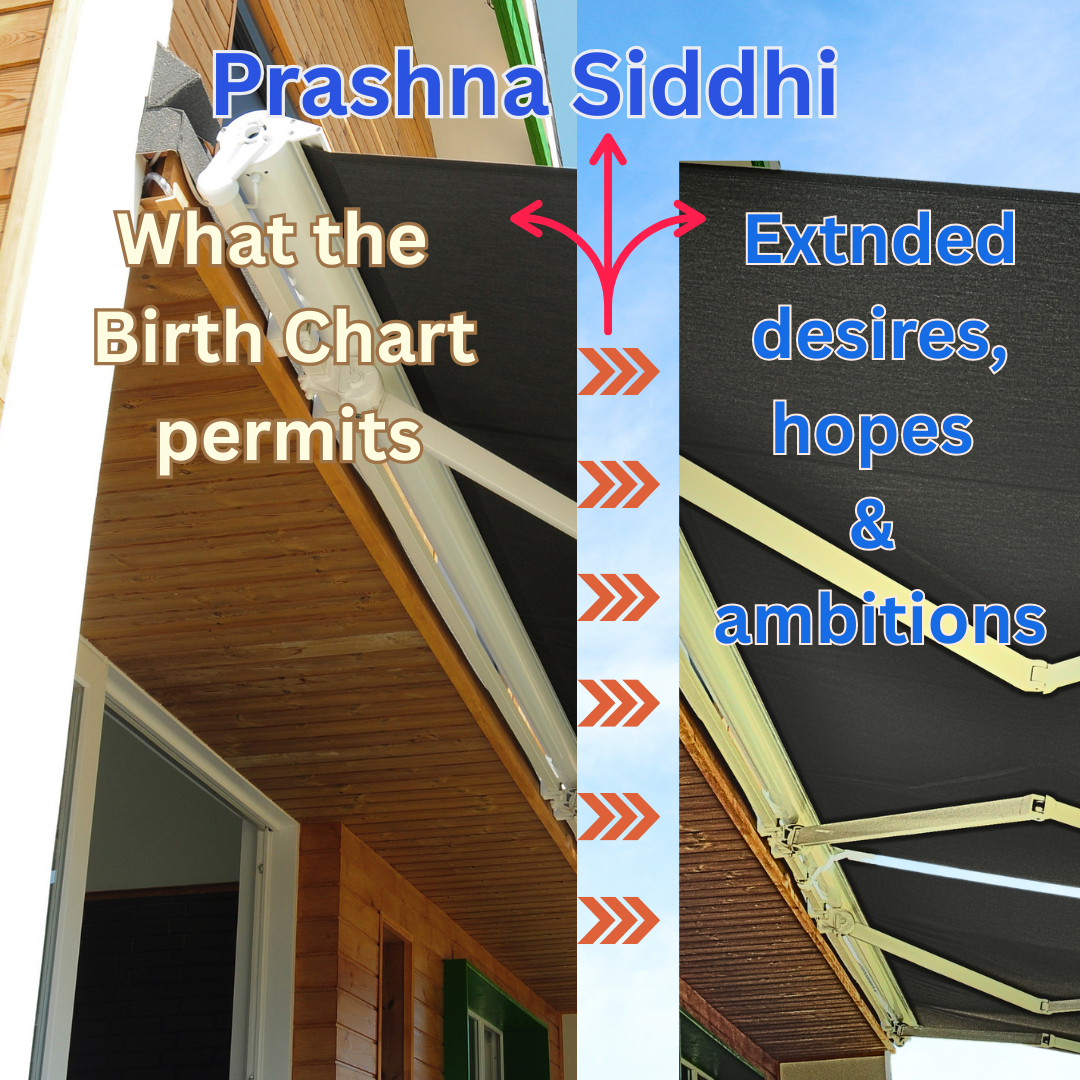 Prashna Siddhi
What the
Birth Chart
permits
Extnded
desires,
hopes
&
ambitions